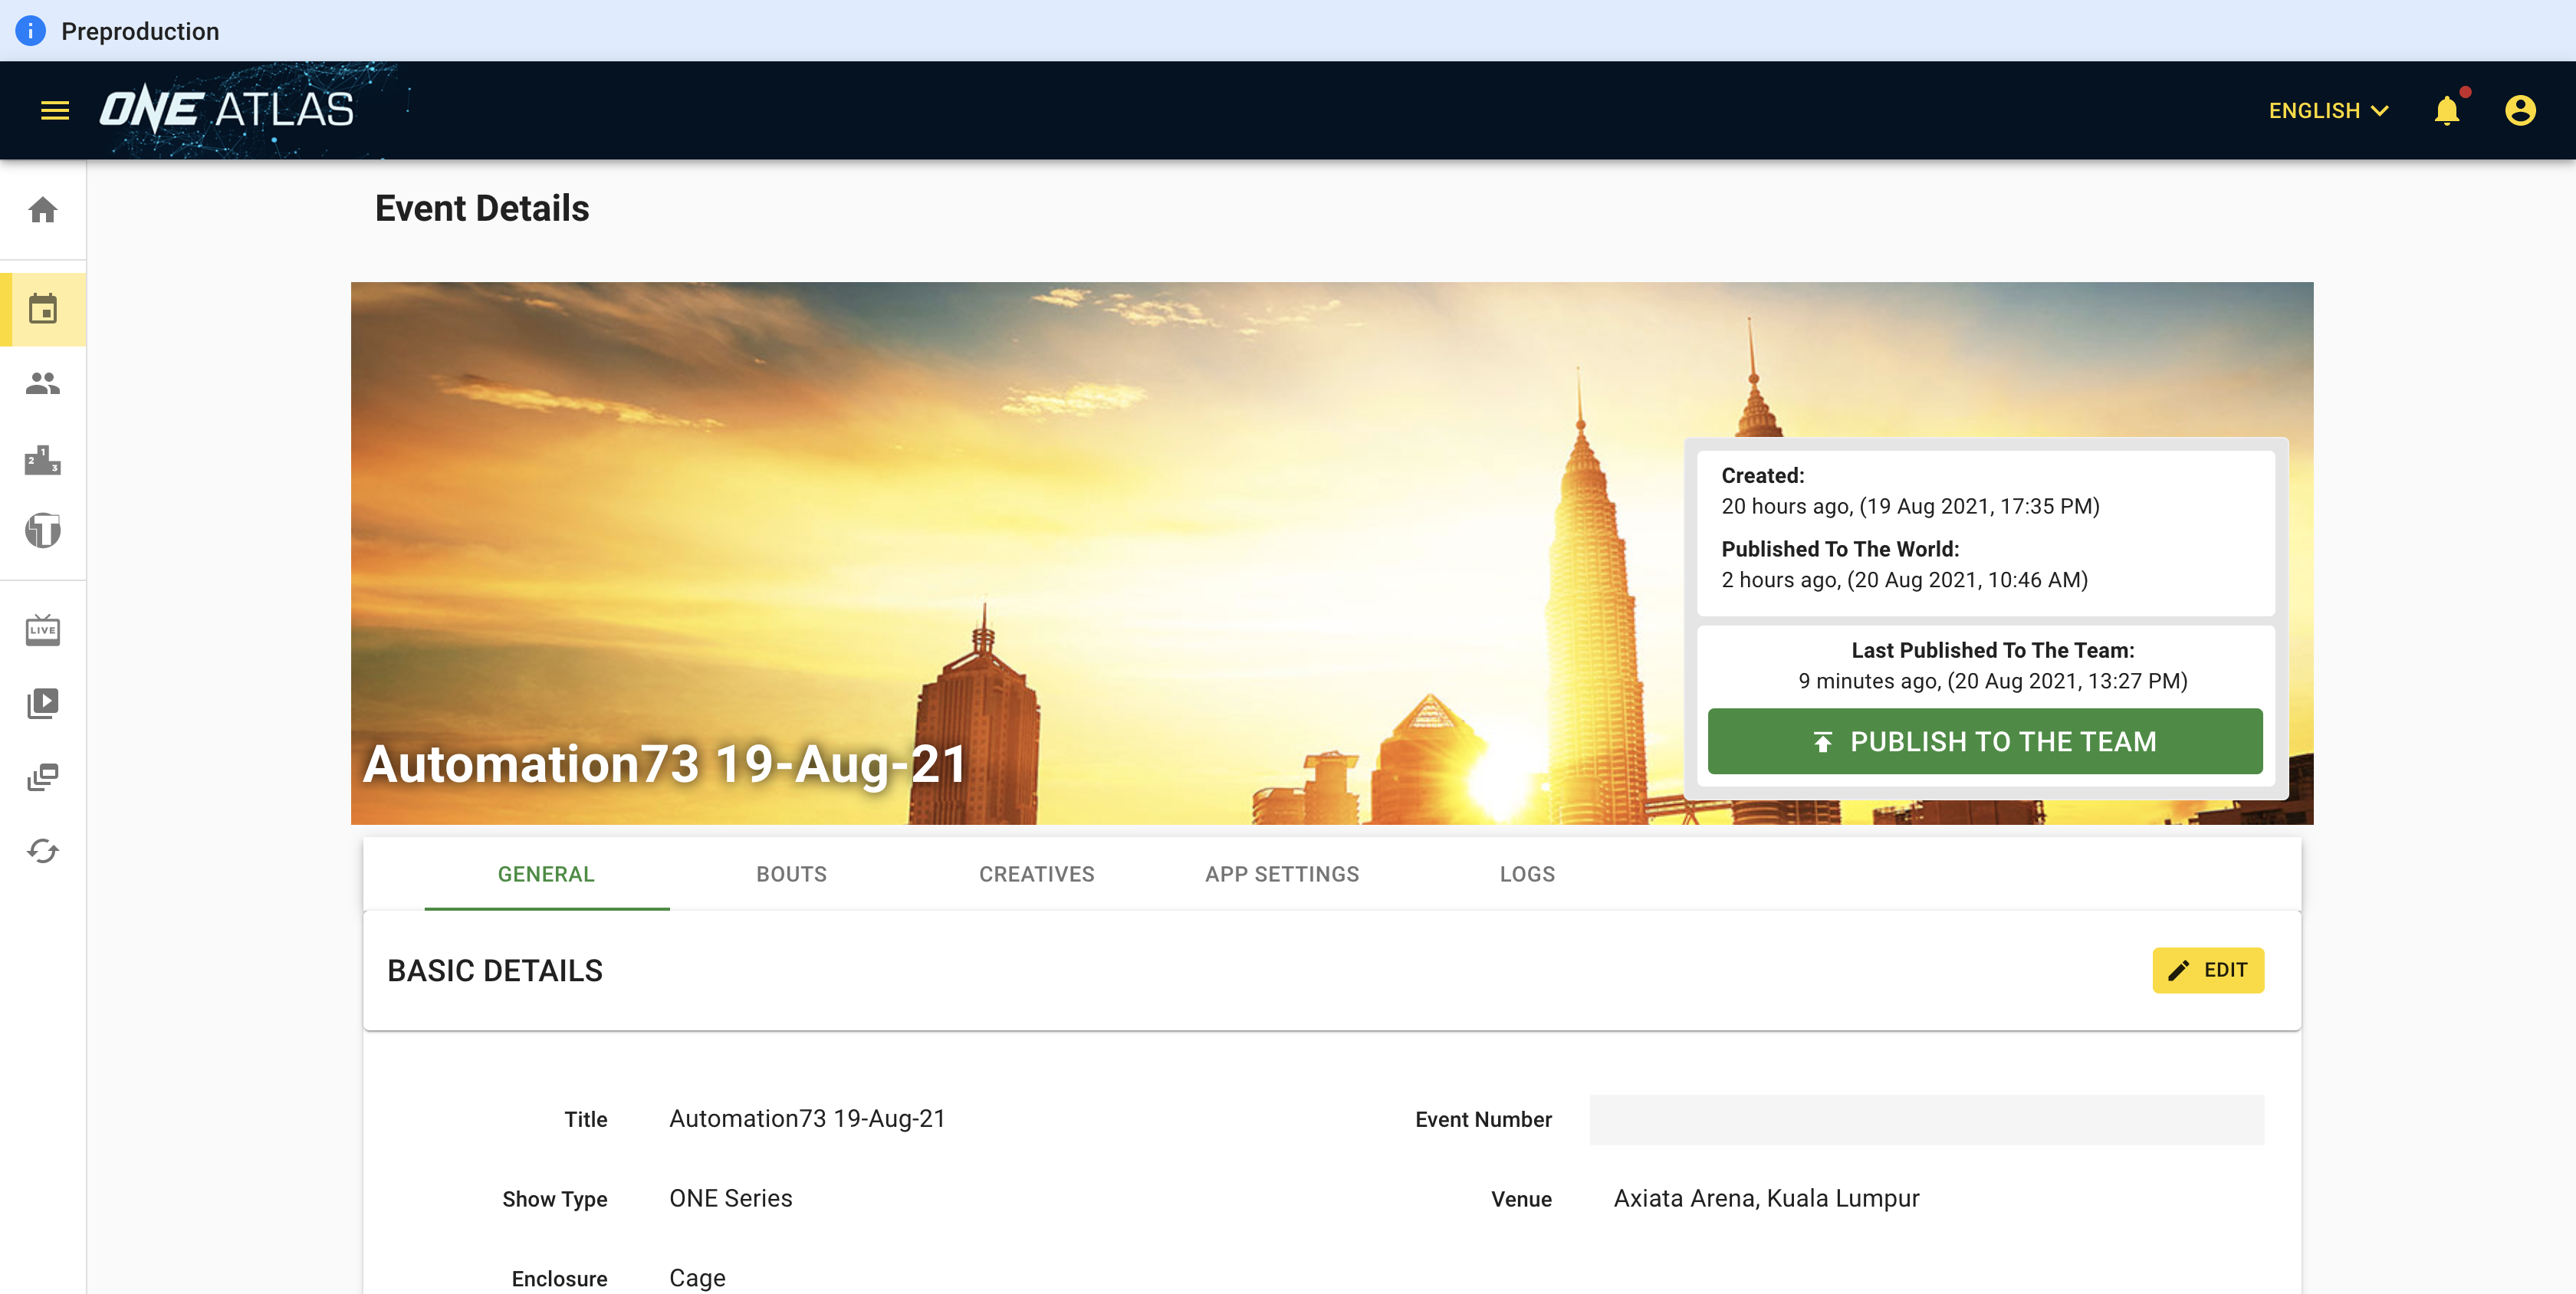 Preproduction
ONE ATLAS
ENGLISH
Event Details
Created:
20 hours ago, (19 Aug 2021, 17:35 PM)
Published To The World:
2 hours ago, (20 Aug 2021, 10:46 AM)
Last Published To The Team:
9 minutes ago, (20 Aug 2021, 13:27 PM)
PUBLISH TO THE TEAM
Automation73 19-Aug-21
GENERAL BOUTS CREATIVES APP SETTINGS LOGS
BASIC DETAILS
EDIT
Title Automation73 19-Aug-21
Event Number
Show Type ONE Series
Venue Axiata Arena, Kuala Lumpur
Enclosure Cage
2 1 3
T
LIVE